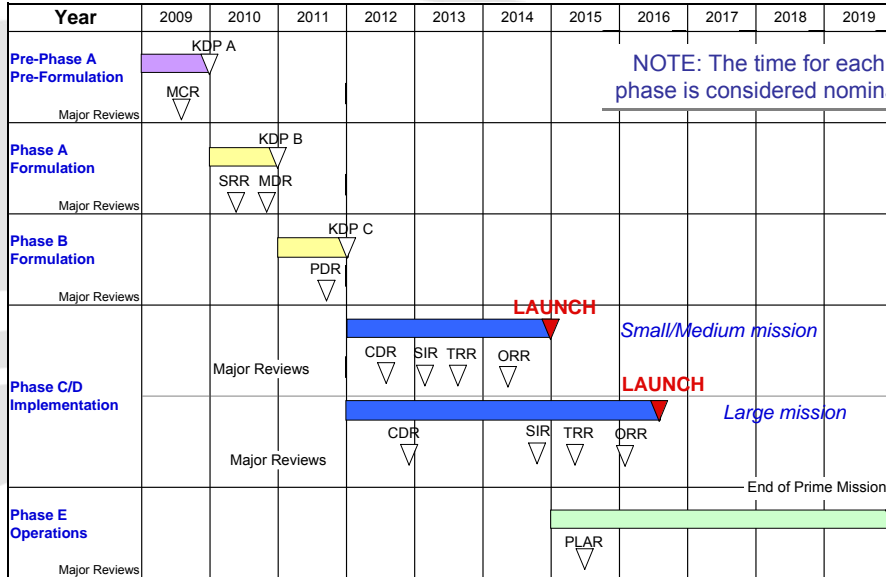 Year 2009 2010 2011 2012 2013 2014 2015 2016 2017 2018 2019
KDP A
Pre-Phase A
Pre-Formulation
NOTE: The time for each
phase is considered
MCR
Major Reviews
KDP B
Phase A
Formulation
SRR MDR
Major Reviews
KDP C
Phase B
Formulation
PDR
Major Reviews
LAUNCH
Small/Medium mission
CDR SIR TRR ORR
Major Reviews
Phase C/D
Implementation
LAUNCH
Large mission
CDR SIR TRR ORR
Major Reviews
End of Prime Mission
Phase E
Operations
PLAR
Major Reviews